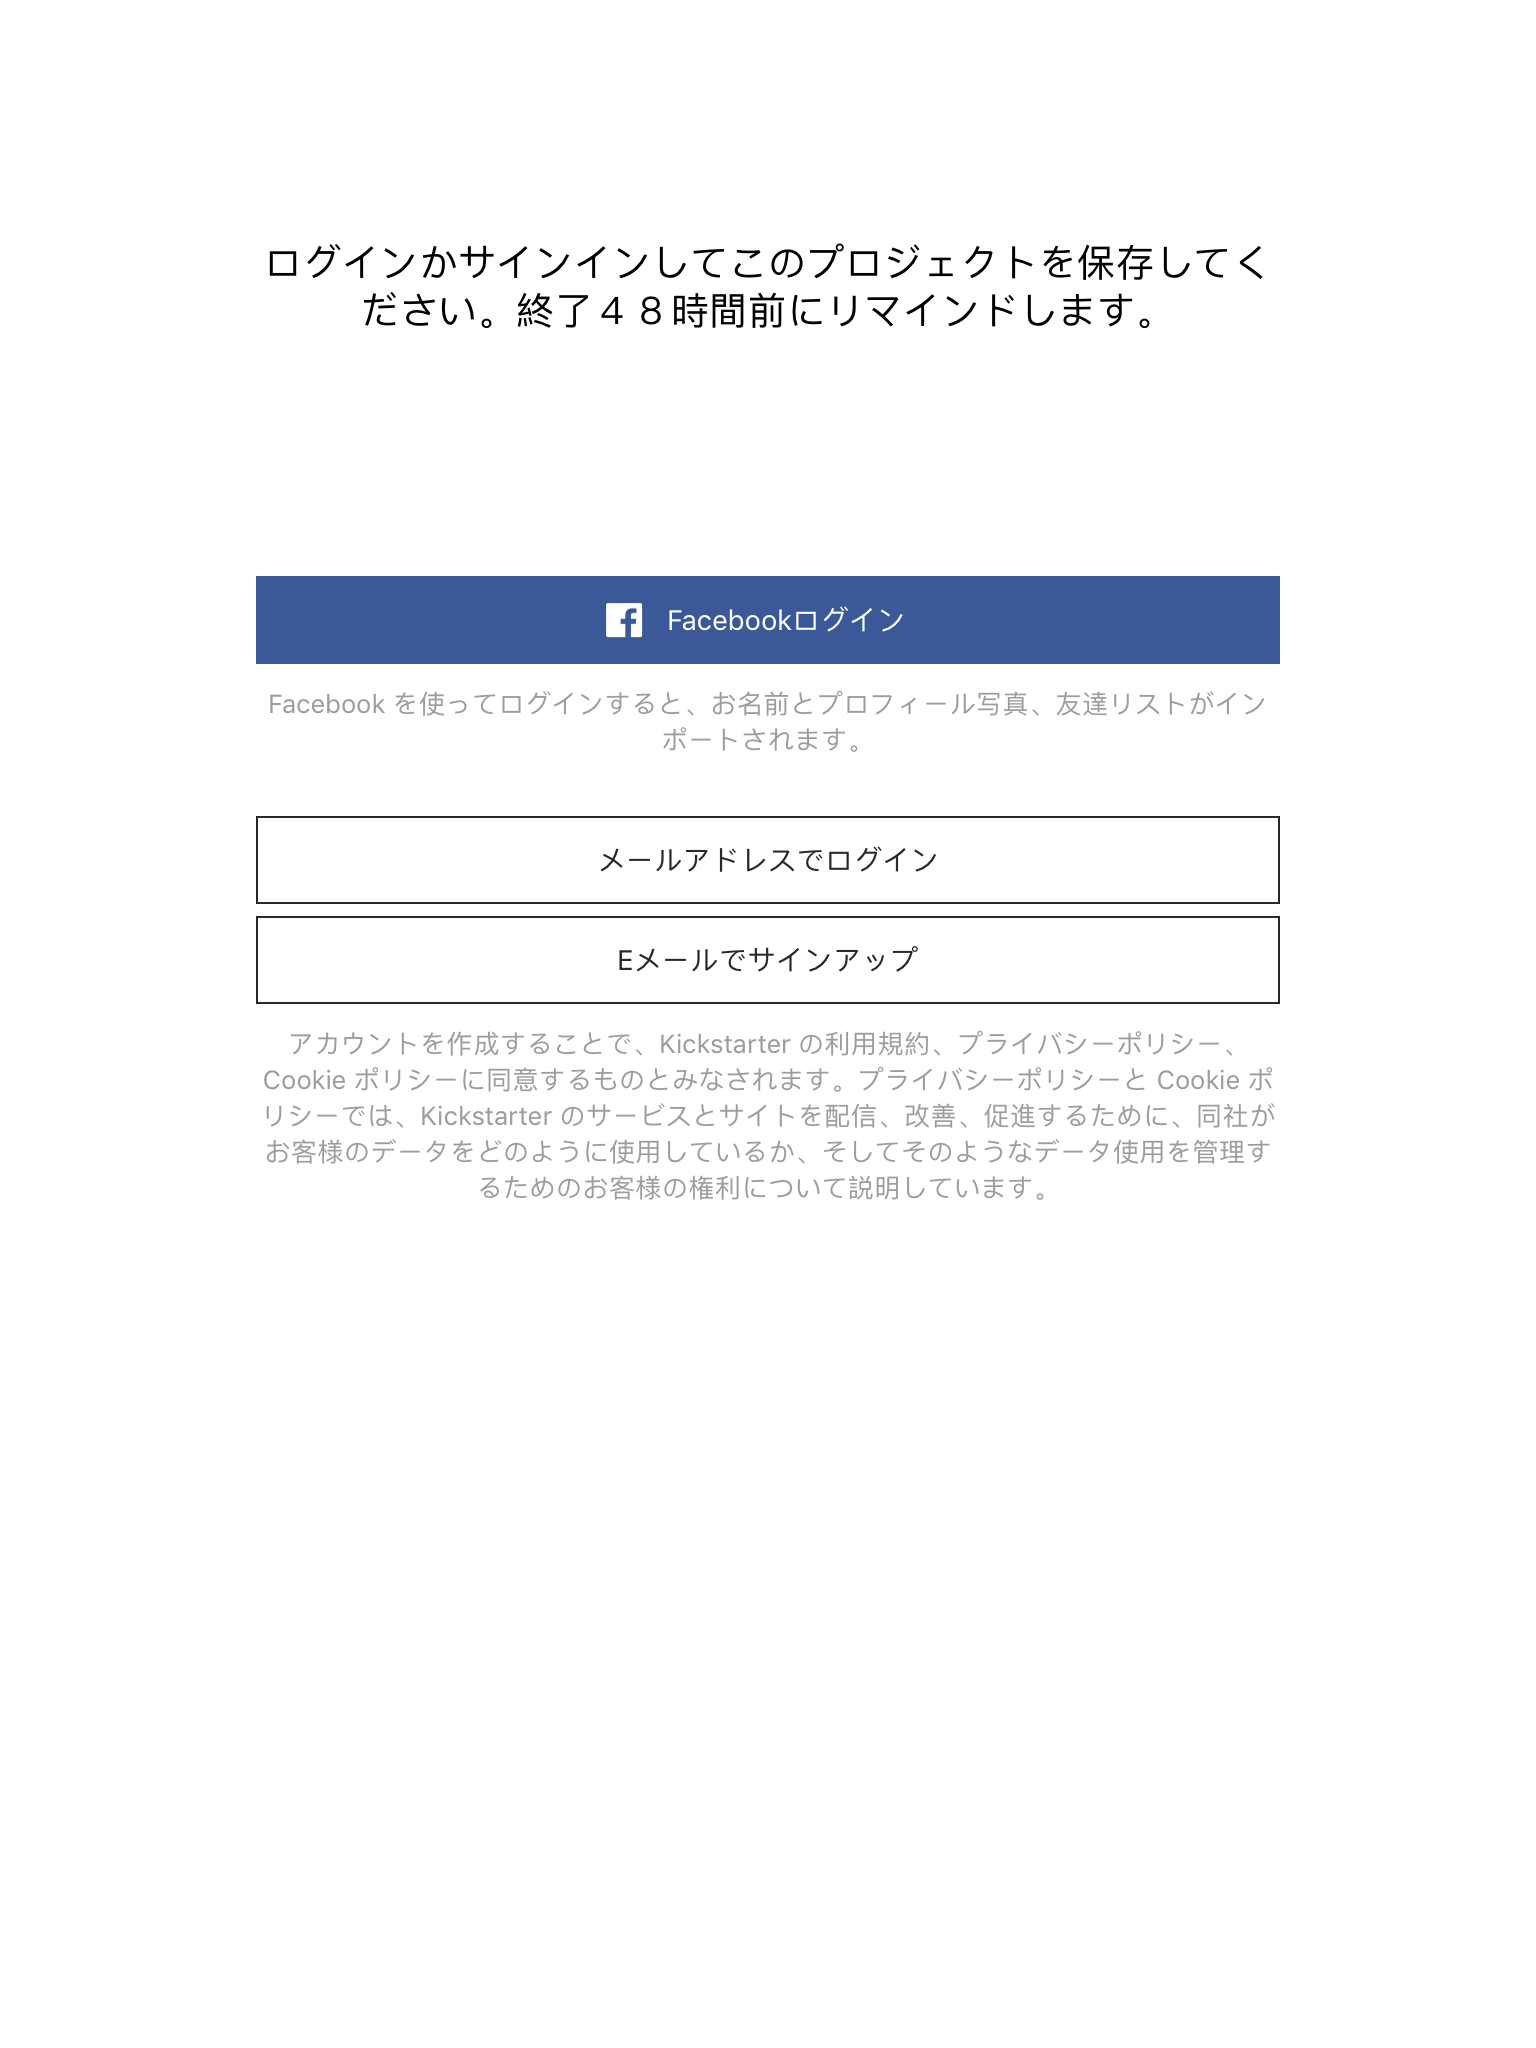 ログインかサインインしてこのプロジェクトを保存してく
ださい。終了４８時間前にリマインドします。
Facebookログイン
Facebook を使ってログインすると、お名前とプロフィール写真、友達リストがイン
ポートされます。
メールアドレスでログイン
Eメールでサインアップ
アカウントを作成することで、Kickstarter の利用規約、プライバシーポリシー、
Cookie ポリシーに同意するものとみなされます。プライバシーポリシーと Cookie ポ
リシーでは、Kickstarter のサービスとサイトを配信、改善、促進するために、同社が
お客様のデータをどのように使用しているか、そしてそのようなデータ使用を管理す
るためのお客様の権利について説明しています。